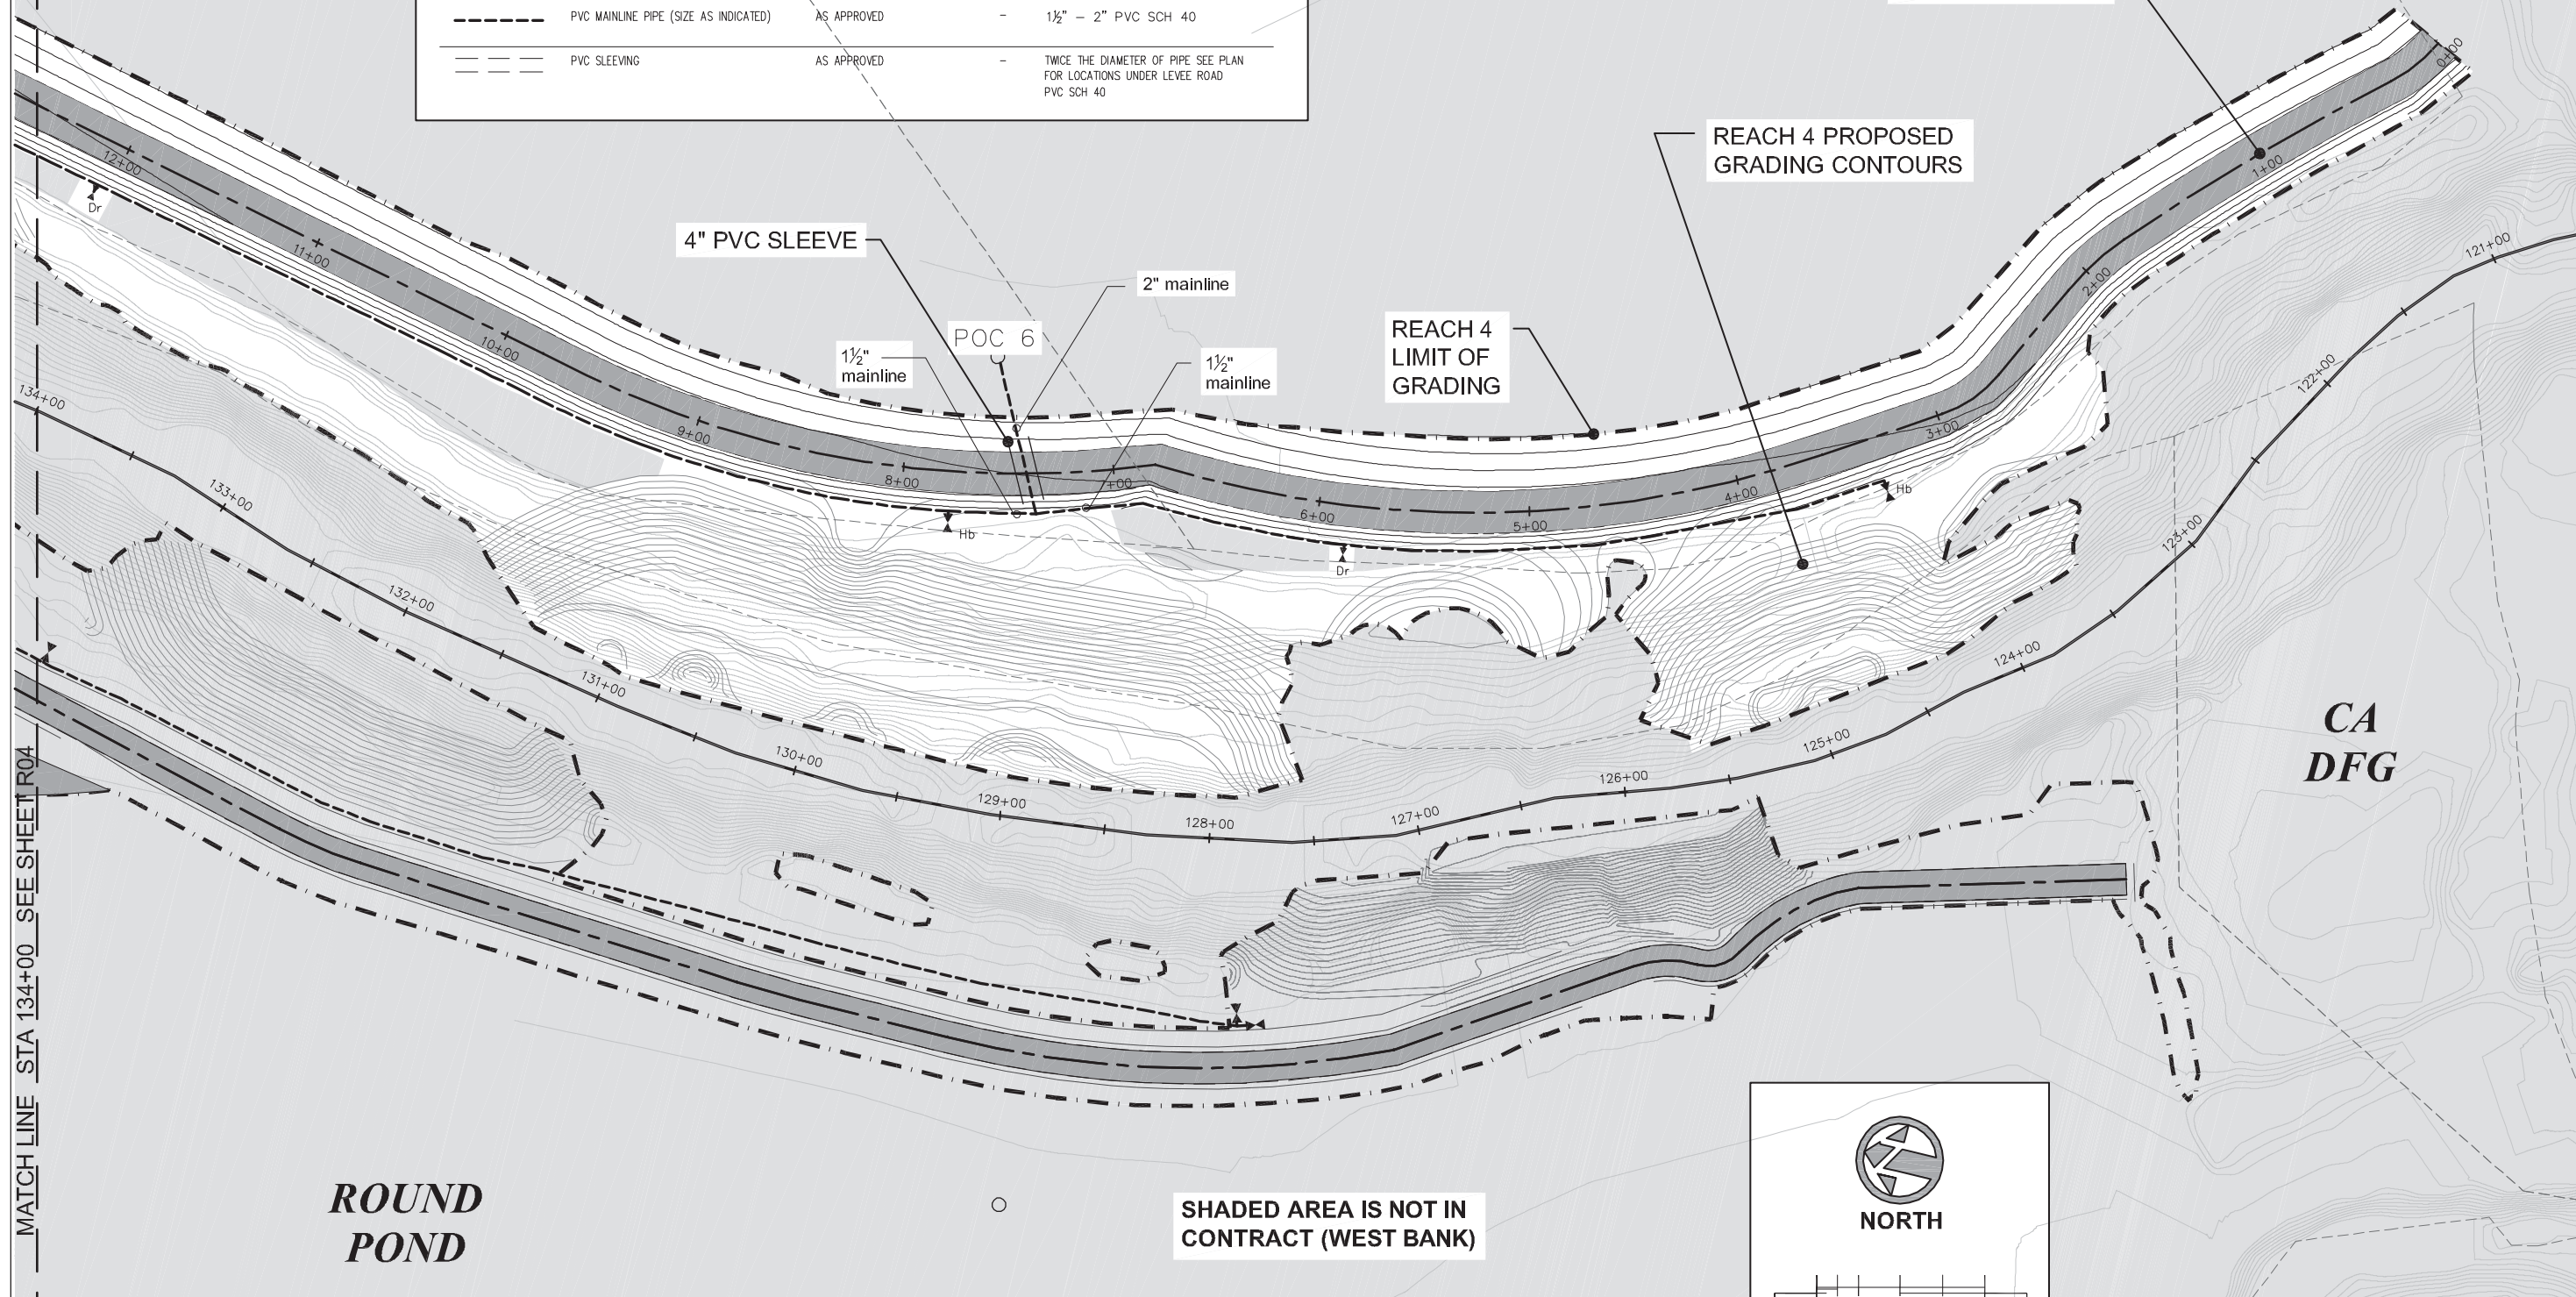 PVC MAINLINE PIPE (SIZE AS INDICATED) AS APPROVED - 1½" - 2" PVC SCH 40
PVC SLEEVING AS APPROVED - TWICE THE DIAMETER OF PIPE SEE PLAN
FOR LOCATIONS UNDER LEVEE ROAD
PVC SCH 40
0+00
REACH 4 PROPOSED
GRADING CONTOURS
12+00
1+00
Dr
4" PVC SLEEVE
11+00
121+00
2+00
2" mainline
POC 6
REACH 4
LIMIT OF
GRADING
10+00
1½"
mainline
1½"
mainline
122+00
134+00
9+00
3+00
8+00
+00
4+00
Hb
133+00
6+00
5+00
Hb
123+00
Dr
132+00
124+00
131+00
CA
DFG
125+00
130+00
126+00
129+00
127+00
128+00
MATCH LINE STA 134+00 SEE SHEET R04
ROUND
POND
SHADED AREA IS NOT IN
CONTRACT (WEST BANK)
NORTH